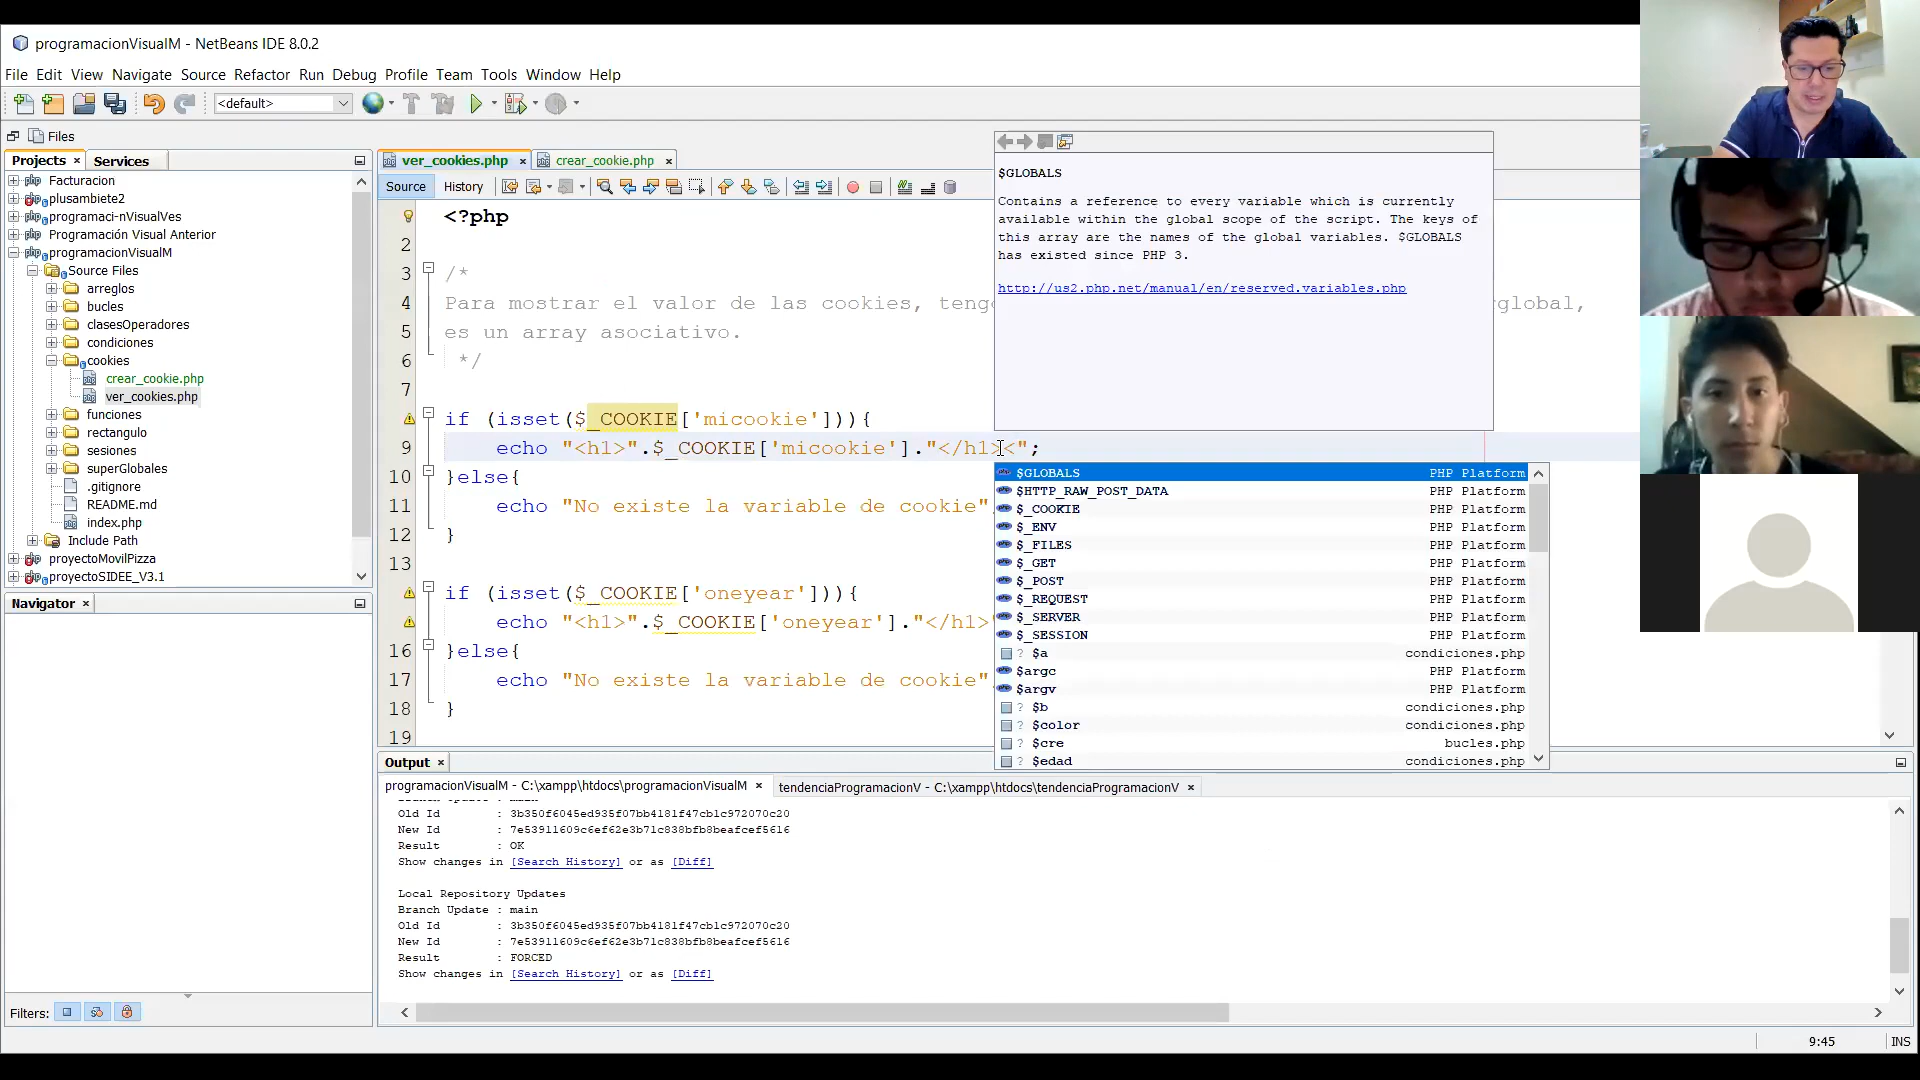 programacionVisualM - NetBeans IDE 8.0.2
File Edit View Navigate Source Refactor Run Debug Profile Team Tools Window Help
<default>
Files
Projects × Services
Facturacion
plusambiete2
programaci-nVisualVes
Programación Visual Anterior
programacionVisualM
Source Files
arreglos
bucles
clasesOperadores
condiciones
cookies
crear_cookie.php
ver_cookies.php
funciones
rectangulo
sesiones
superGlobales
.gitignore
README.md
index.php
Include Path
proyectoMovilPizza
proyectoSIDEE_V3.1
Navigator ×
Filters:
ver_cookies.php × crear_cookie.php ×
Source History
<?php
2
3 /*
4 Para mostrar el valor de las cookies, teng
global,
5 es un array asociativo.
6 */
7
if (isset($_COOKIE['micookie'])){
9 echo "<h1>".$_COOKIE['micookie']."</h1><";
10 }else{
11 echo "No existe la variable de cookie"
12 }
13
if (isset($_COOKIE['oneyear'])){
echo "<h1>".$_COOKIE['oneyear']."</h1>"
16 }else{
17 echo "No existe la variable de cookie"
18 }
19
$GLOBALS
Contains a reference to every variable which is currently
available within the global scope of the script. The keys of
this array are the names of the global variables. $GLOBALS
has existed since PHP 3.
http://us2.php.net/manual/en/reserved.variables.php
$GLOBALS PHP Platform
$HTTP_RAW_POST_DATA PHP Platform
$_COOKIE PHP Platform
$_ENV PHP Platform
$_FILES PHP Platform
$_GET PHP Platform
$_POST PHP Platform
$_REQUEST PHP Platform
$_SERVER PHP Platform
$_SESSION PHP Platform
? $a condiciones.php
$argc PHP Platform
$argv PHP Platform
? $b condiciones.php
? $color condiciones.php
? $cre bucles.php
? $edad condiciones.php
Output ×
programacionVisualM - C:\xampp\htdocs\programacionVisualM × tendenciaProgramacionV - C:\xampp\htdocs\tendenciaProgramacionV ×
Branch Update : main
Old Id : 3b350f6045ed935f07bb4181f47cb1c972070c20
New Id : 7e53911609c6ef62e3b71c838bfb8beafcef5616
Result : OK
Show changes in [Search History] or as [Diff]
Local Repository Updates
Branch Update : main
Old Id : 3b350f6045ed935f07bb4181f47cb1c972070c20
New Id : 7e53911609c6ef62e3b71c838bfb8beafcef5616
Result : FORCED
Show changes in [Search History] or as [Diff]
9:45 INS